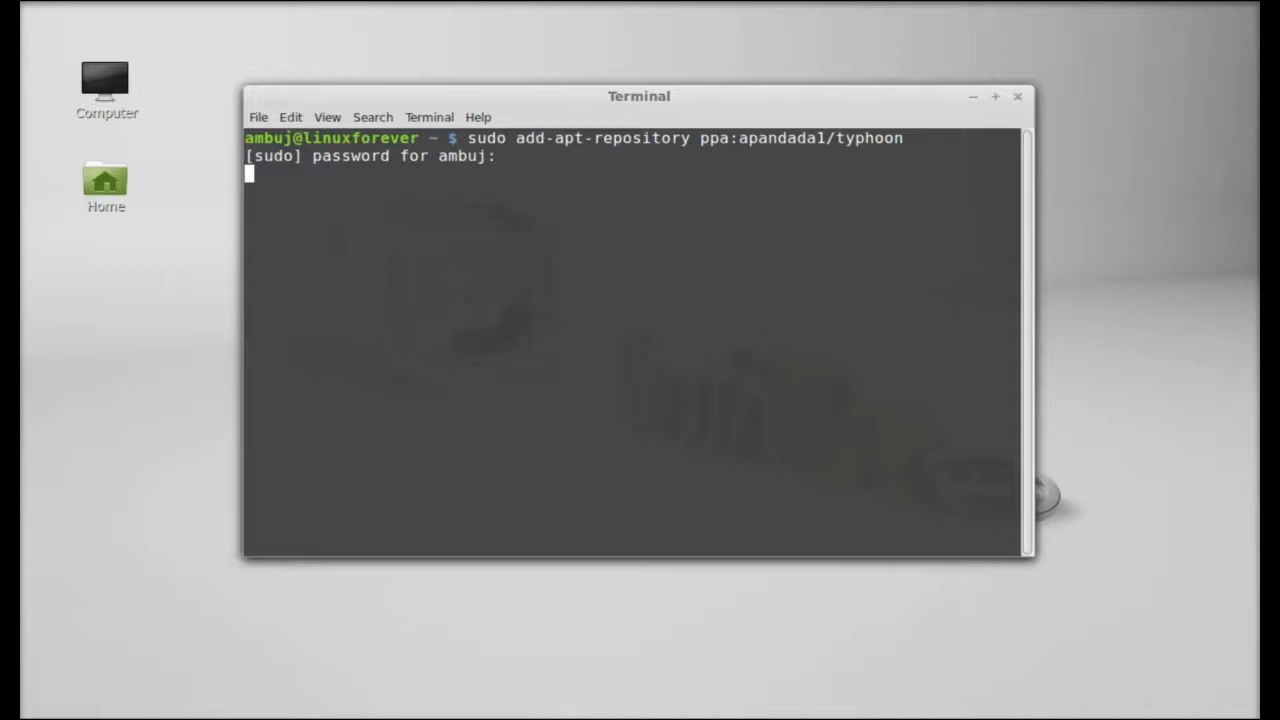 Computer
Home
Terminal
File Edit View Search Terminal Help
ambuj@linuxforever ~ $ sudo add-apt-repository ppa:apandada1/typhoon
[sudo] password for ambuj: